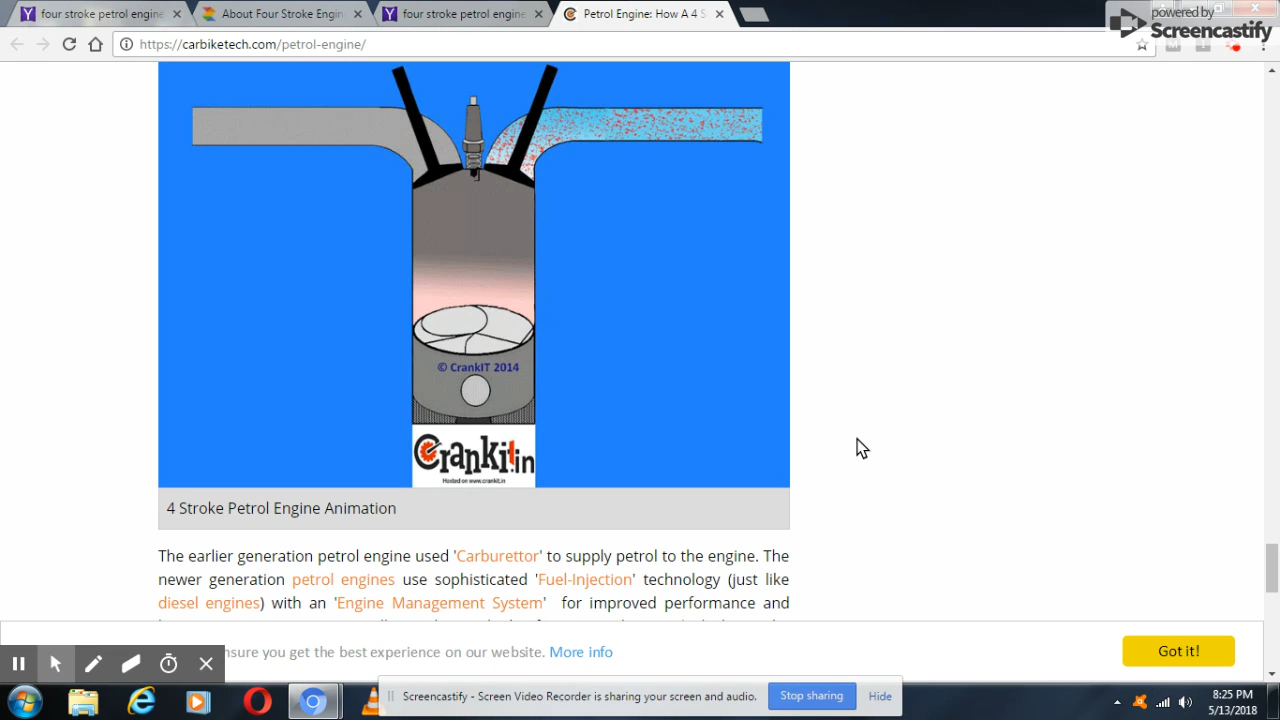 four stroke petrol engine
About Four Stroke Engin
four stroke petrol engine
Petrol Engine: How A 4 S
powered by
Screencastify
https://carbiketech.com/petrol-engine/
© CrankIT 2014
Crankit.in
Hosted on www.crankit.in
4 Stroke Petrol Engine Animation
The earlier generation petrol engine used 'Carburettor' to supply petrol to the engine. The
newer generation petrol engines use sophisticated 'Fuel-Injection' technology (just like
diesel engines) with an 'Engine Management System' for improved performance and
nsure you get the best experience on our website. More info
Got it!
Screencastify - Screen Video Recorder is sharing your screen and audio.
Stop sharing
Hide
8:25 PM
5/13/2018